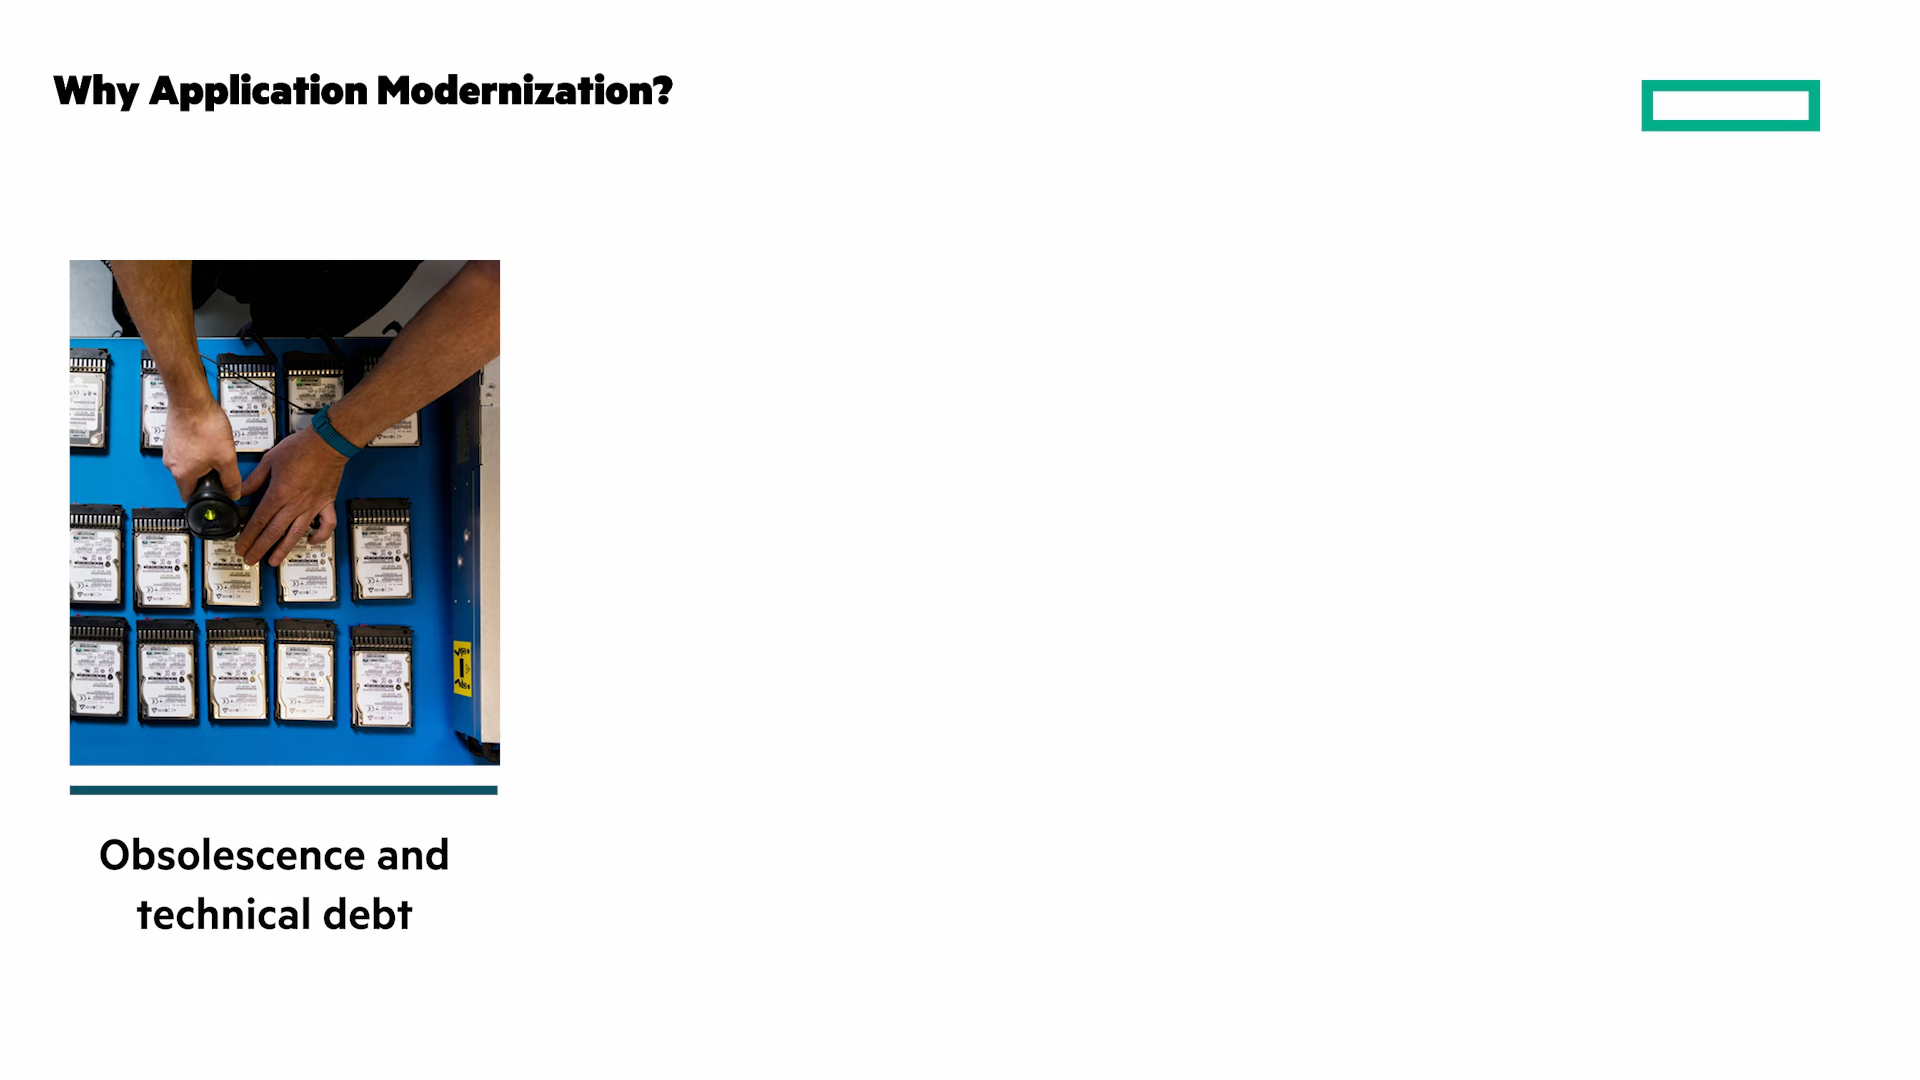 Why Application Modernization?
Obsolescence and
technical debt